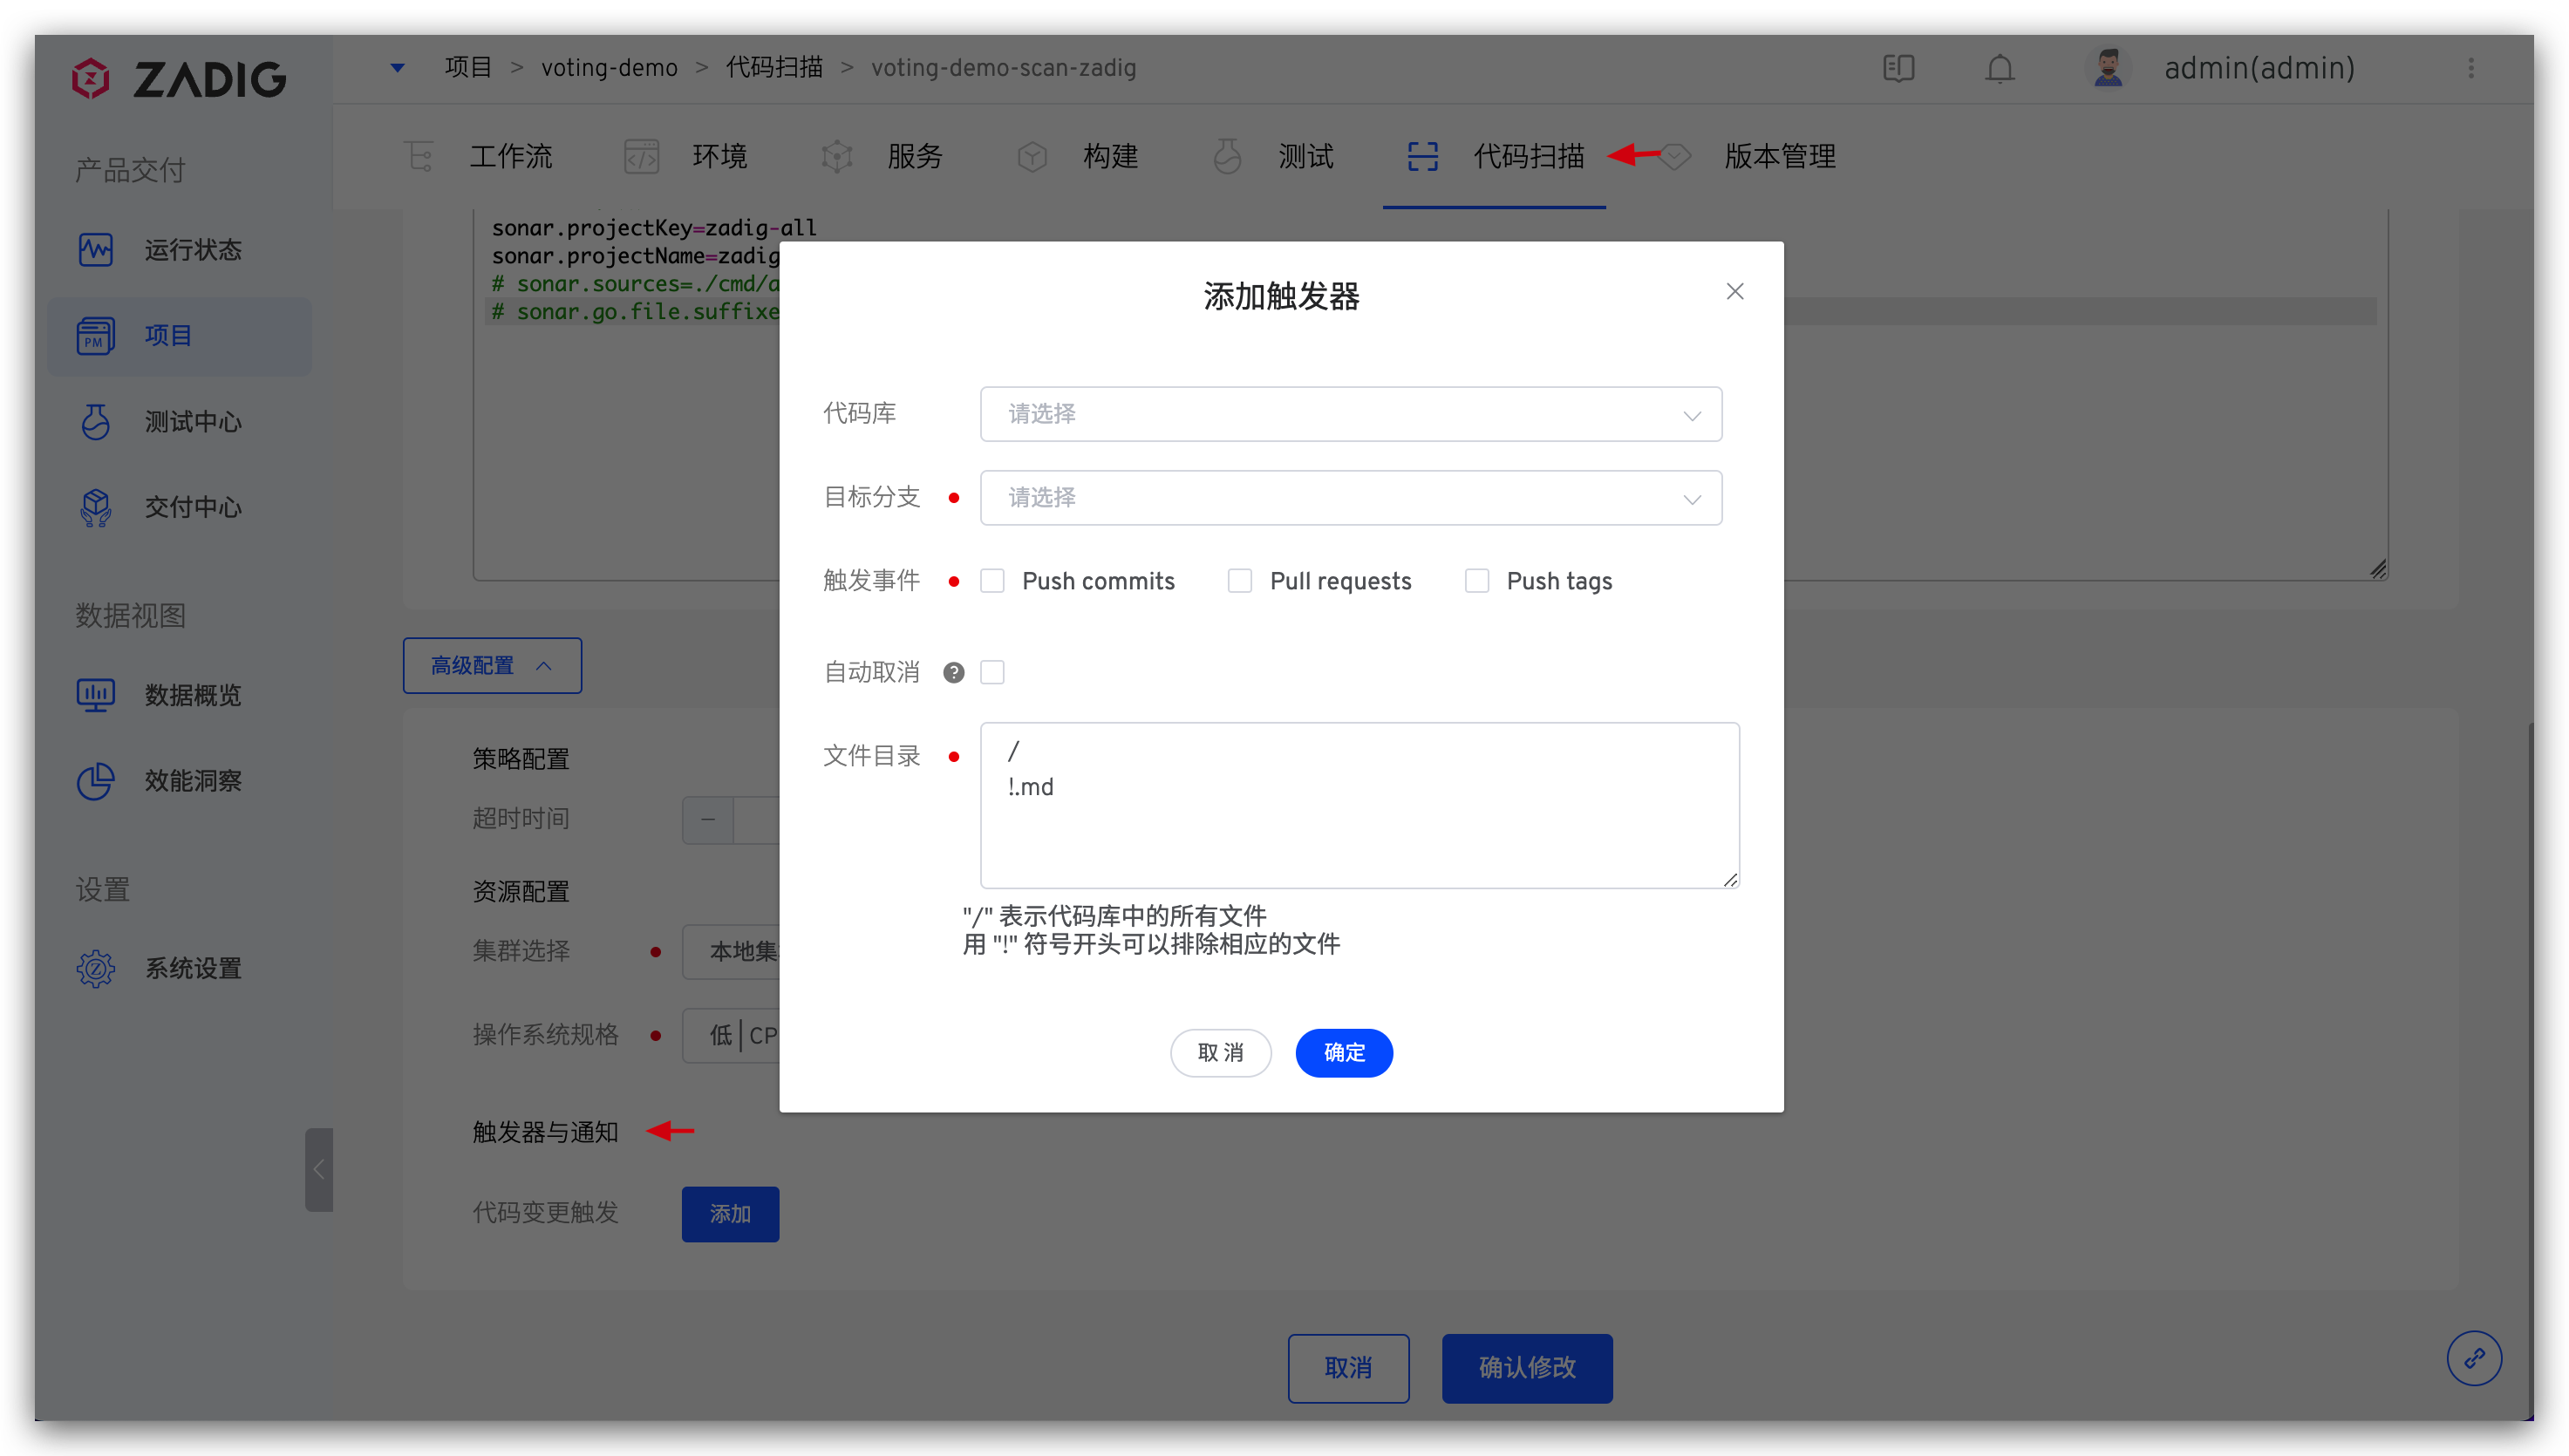 ZADIG
项目 > voting-demo > 代码扫描 > voting-demo-scan-zadig
admin(admin)
工作流
环境
服务
构建
测试
代码扫描
版本管理
产品交付
运行状态
PM
项目
测试中心
交付中心
数据视图
数据概览
效能洞察
设置
系统设置
sonar.projectKey=zadig-all
sonar.projectName=zadig
# sonar.sources=./cmd/a
# sonar.go.file.suffixe
高级配置
策略配置
超时时间
资源配置
集群选择
本地集
操作系统规格
低 | CP
触发器与通知
代码变更触发
添加
取消
确认修改
添加触发器
代码库
请选择
目标分支
请选择
触发事件
Push commits
Pull requests
Push tags
自动取消
?
文件目录
/
!.md
"/" 表示代码库中的所有文件
用 "!" 符号开头可以排除相应的文件
取 消
确定